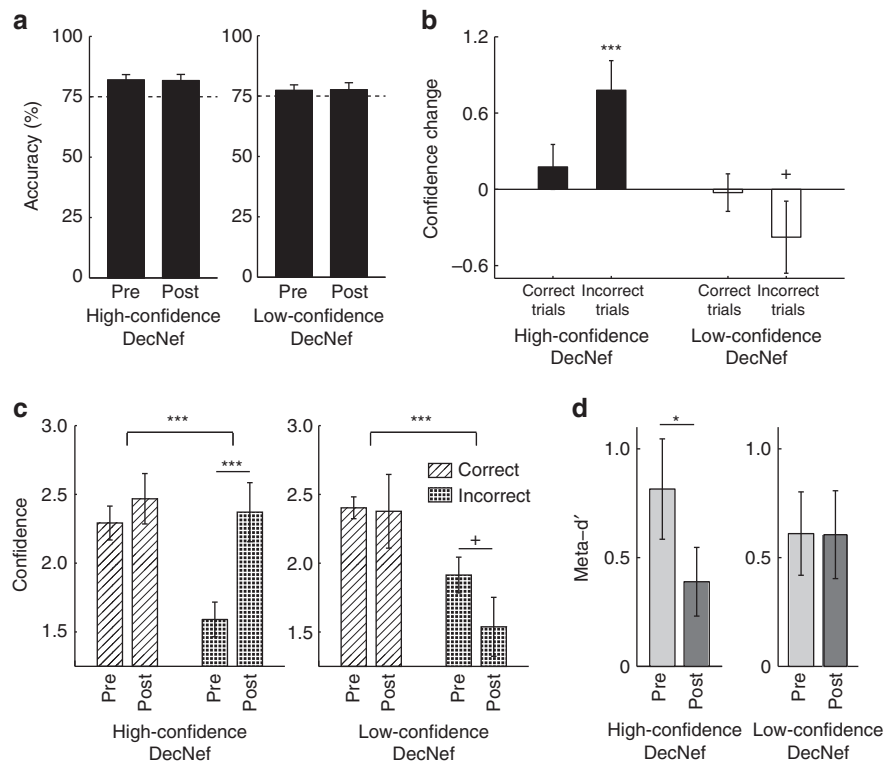 a
100
75
50
25
0
Accuracy (%)
Pre Post
High-confidence
DecNef
100
75
50
25
0
Pre Post
Low-confidence
DecNef
b
1.2
0.6
0
–0.6
Confidence change
***
+
Correct trials
Incorrect trials
Correct trials
Incorrect trials
High-confidence
DecNef
Low-confidence
DecNef
c
3.0
2.5
2.0
1.5
Confidence
***
***
Pre Post Pre Post
High-confidence
DecNef
3.0
2.5
2.0
1.5
***
Correct
Incorrect
+
Pre Post Pre Post
Low-confidence
DecNef
d
1.0
0.5
0
Meta–d′
*
Pre Post
High-confidence
DecNef
1.0
0.5
0
Pre Post
Low-confidence
DecNef